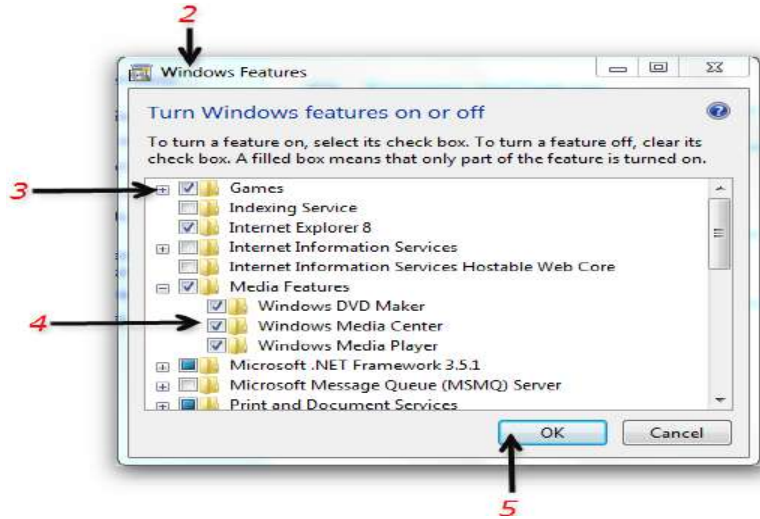 2
Windows Features
Turn Windows features on or off
To turn a feature on, select its check box. To turn a feature off, clear its
check box. A filled box means that only part of the feature is turned on.
3
Games
Indexing Service
Internet Explorer 8
Internet Information Services
Internet Information Services Hostable Web Core
Media Features
Windows DVD Maker
4
Windows Media Center
Windows Media Player
Microsoft .NET Framework 3.5.1
Microsoft Message Queue (MSMQ) Server
Print and Document Services
OK
Cancel
5